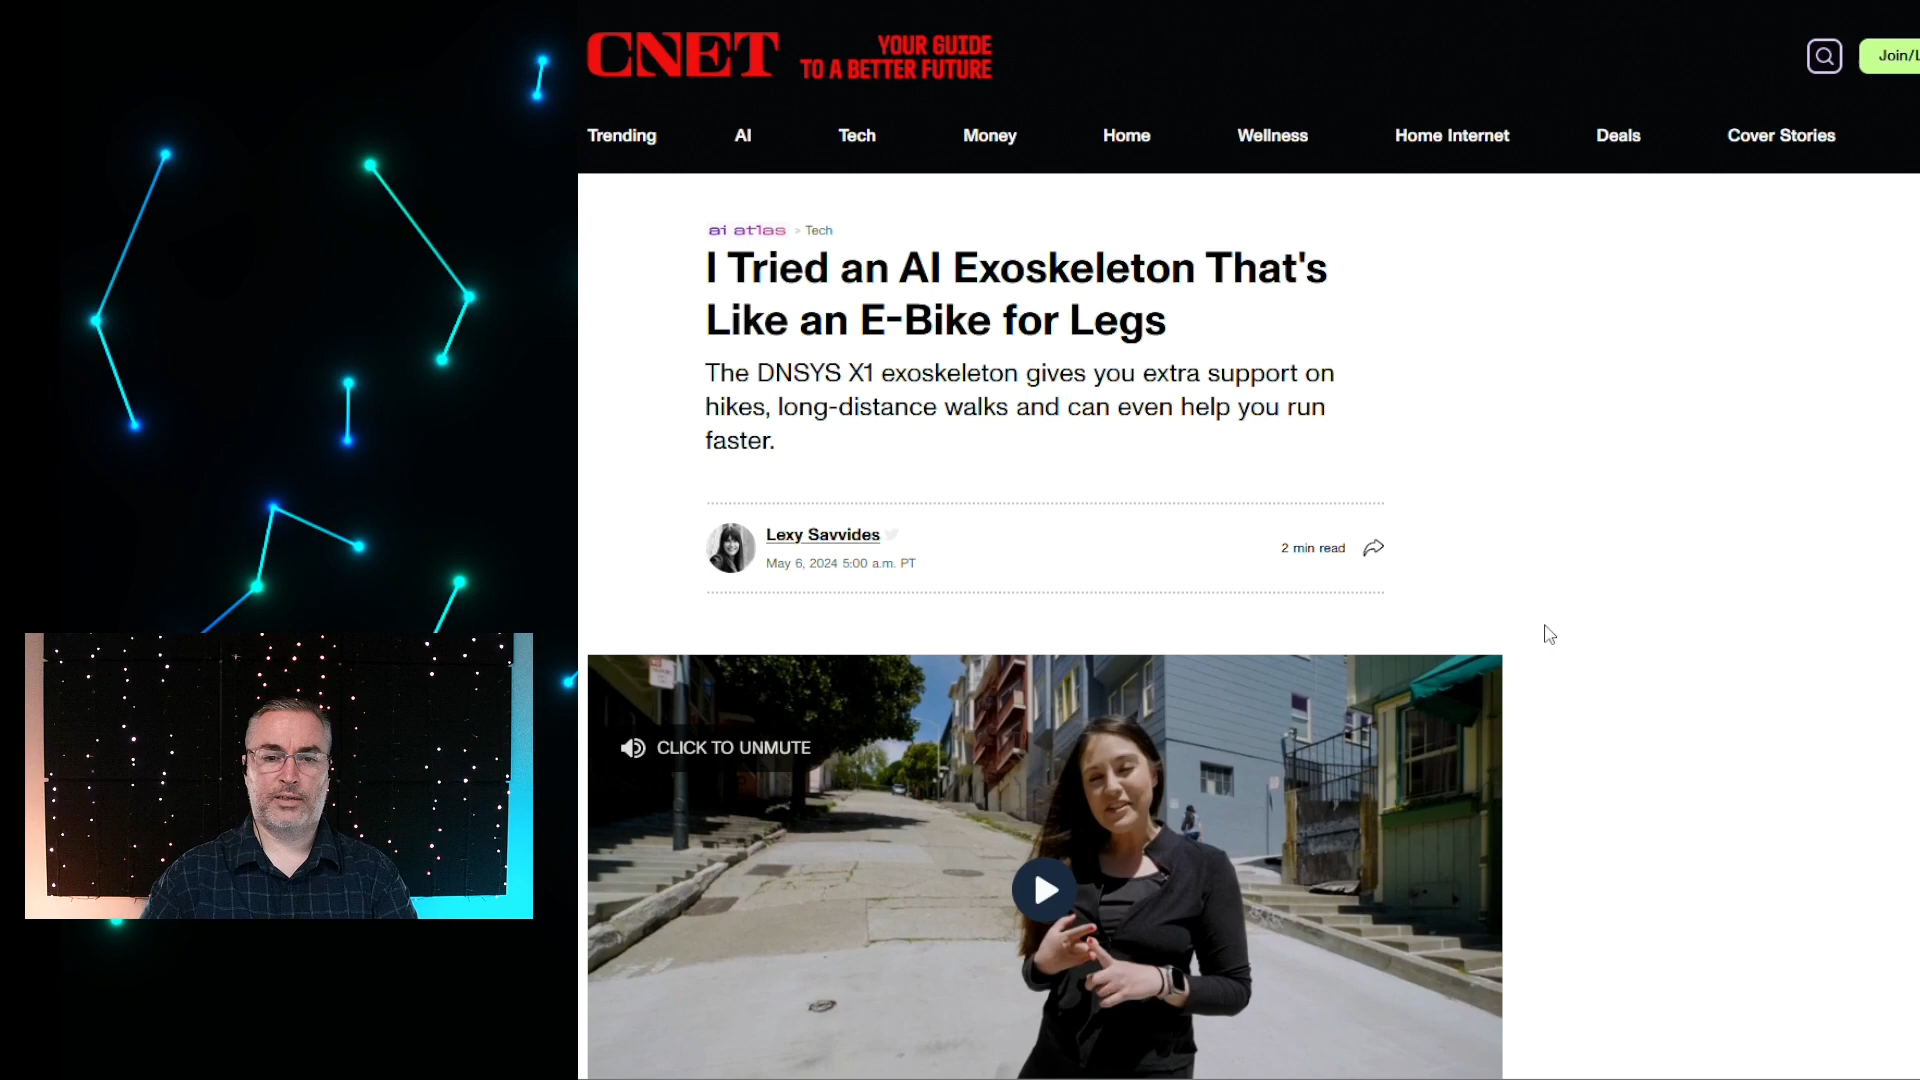 CNET
YOUR GUIDE
TO A BETTER FUTURE
Join/L
Trending AI Tech Money Home Wellness Home Internet Deals Cover Stories
ai atlas > Tech
I Tried an AI Exoskeleton That's
Like an E-Bike for Legs
The DNSYS X1 exoskeleton gives you extra support on
hikes, long-distance walks and can even help you run
faster.
Lexy Savvides
May 6, 2024 5:00 a.m. PT
2 min read
CLICK TO UNMUTE